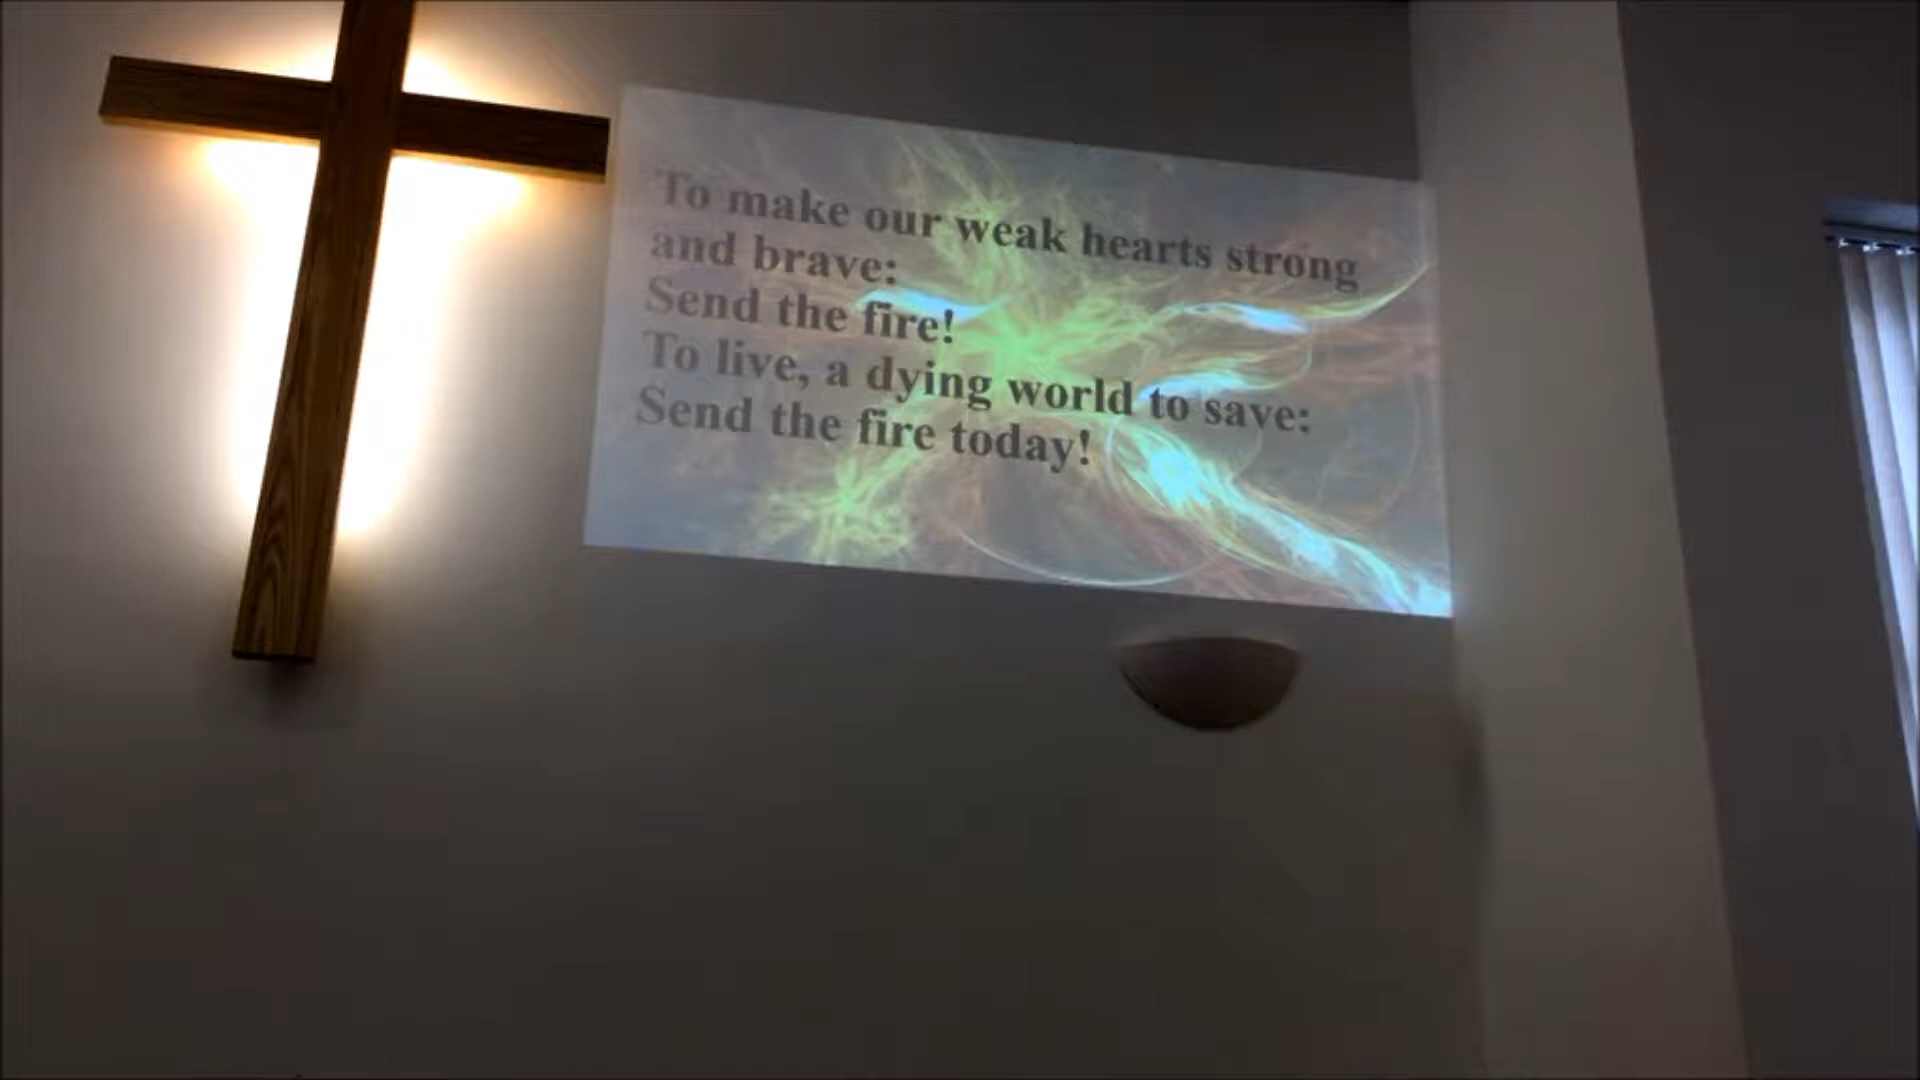 To make our weak hearts strong
and brave:
Send the fire!
To live, a dying world to save:
Send the fire today!